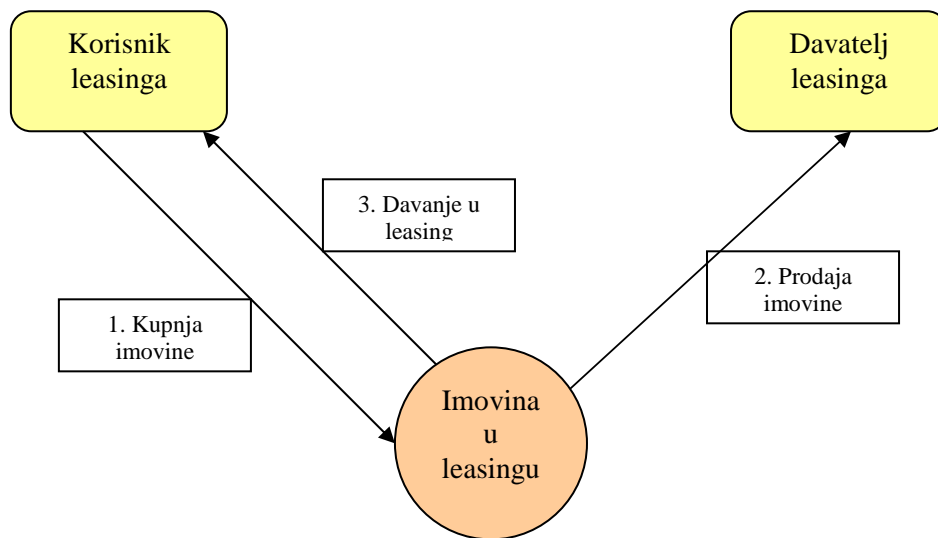 Korisnik
leasinga
Davatelj
leasinga
3. Davanje u
leasing
2. Prodaja
imovine
1. Kupnja
imovine
Imovina
u
leasingu